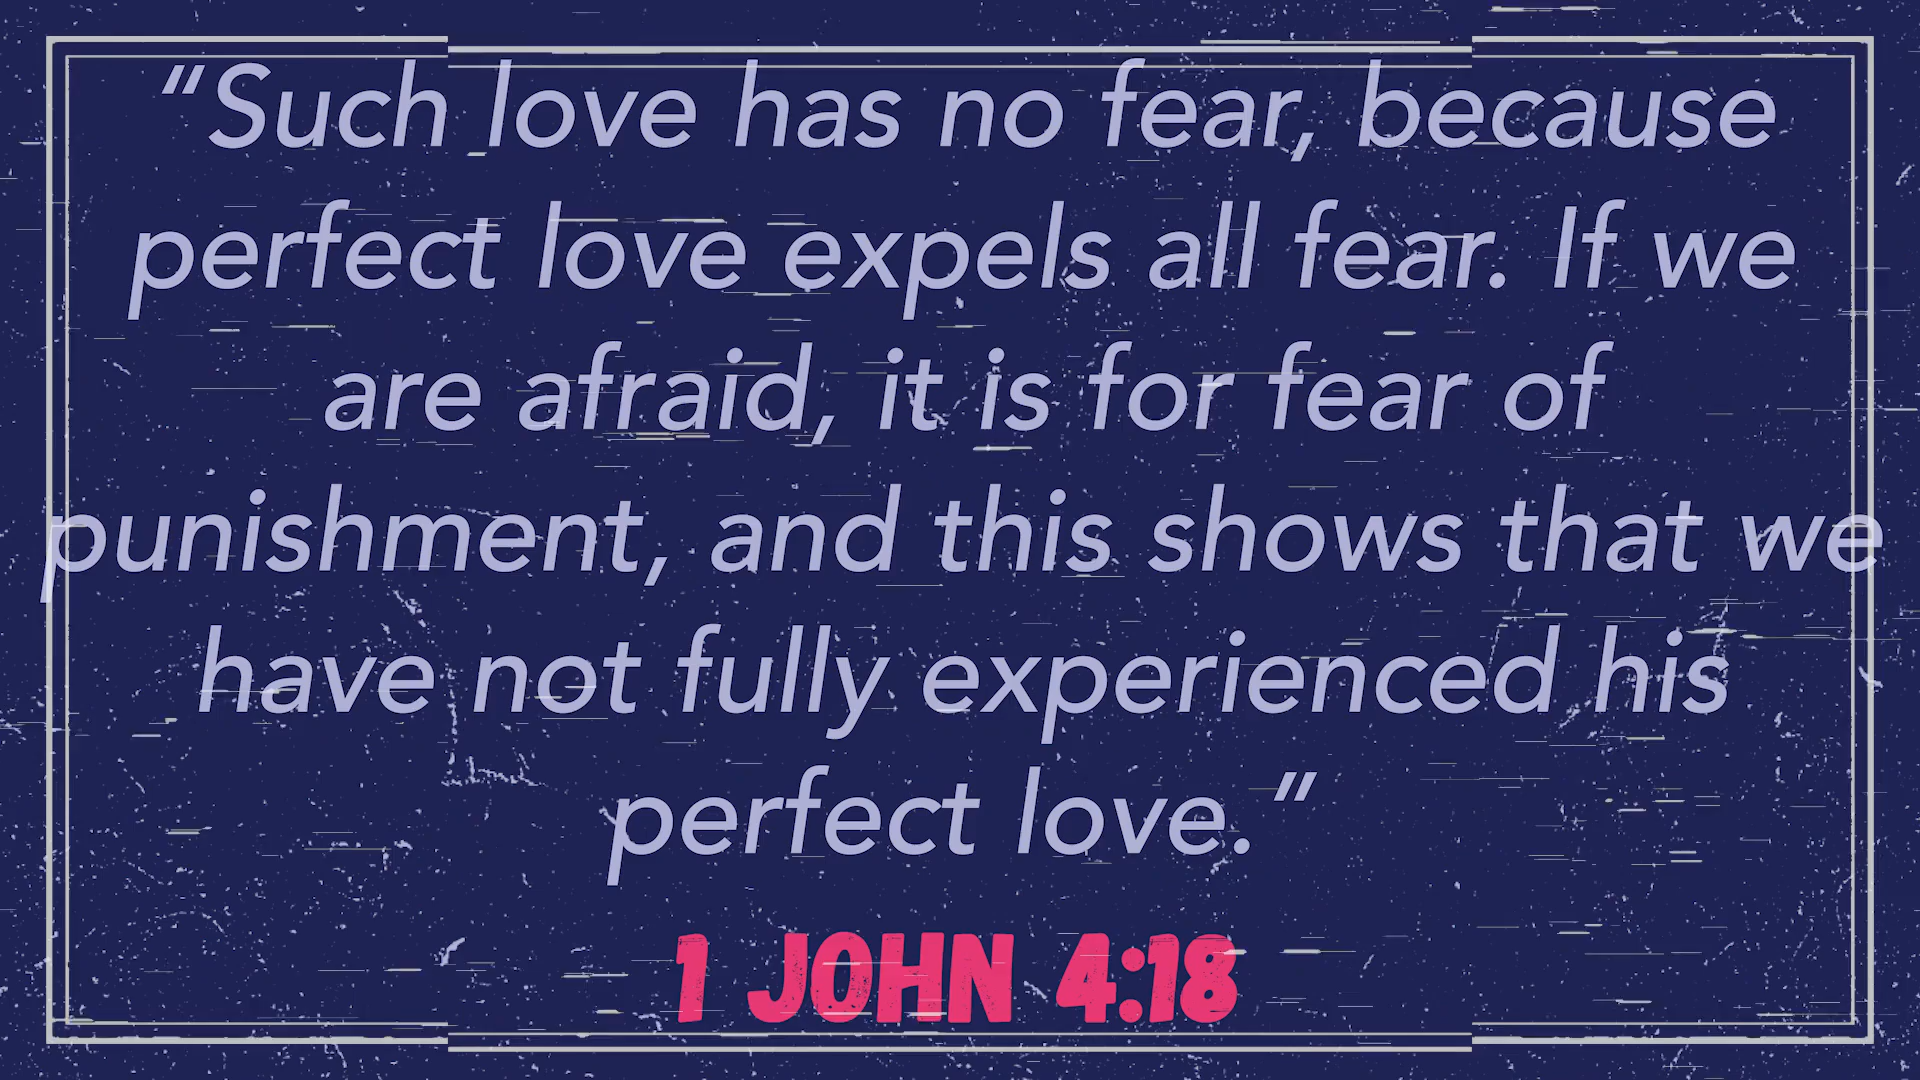 “Such love has no fear, because
perfect love expels all fear. If we
are afraid, it is for fear of
punishment, and this shows that we
have not fully experienced his
perfect love.”
1 JOHN 4:18